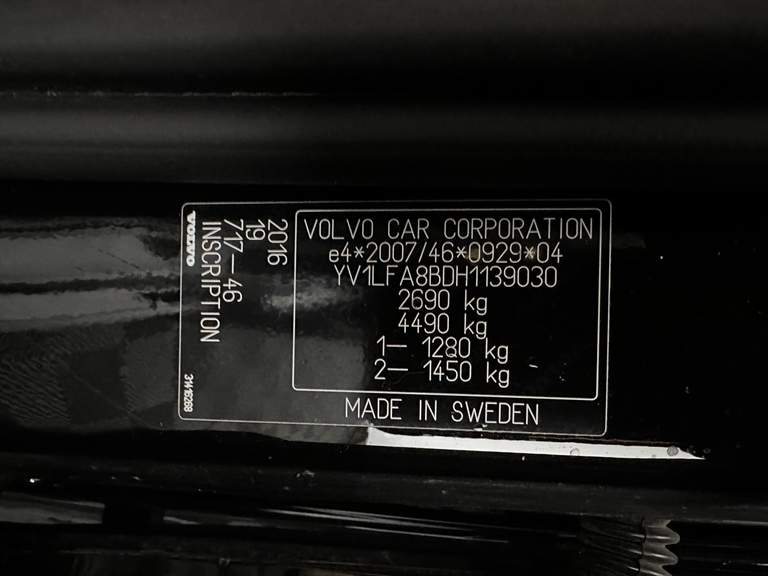 VOLVO CAR CORPORATION
e4*2007/46*0929*04
YV1LFA8BDH1139030
2690 kg
4490 kg
1– 1280 kg
2– 1450 kg
MADE IN SWEDEN
2016
19
717–46
INSCRIPTION
VOLVO
31416268